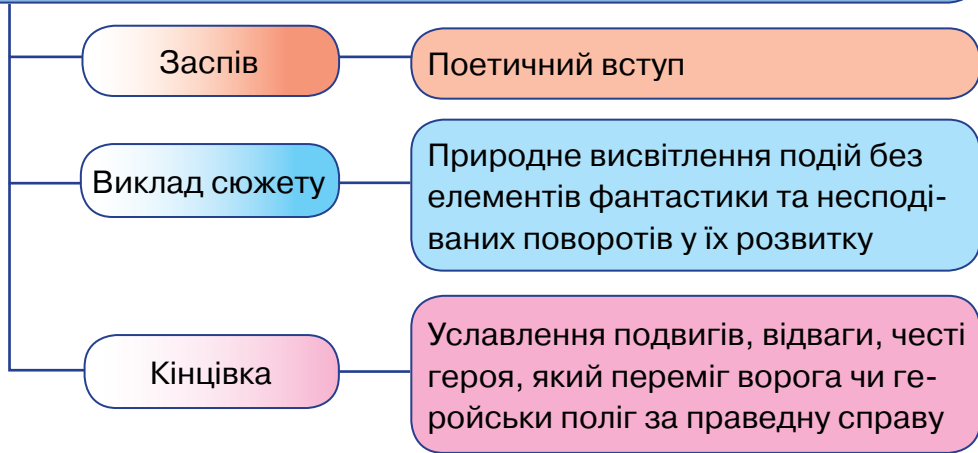 Заспів
Поетичний вступ
Виклад сюжету
Природне висвітлення подій без
елементів фантастики та несподі-
ваних поворотів у їх розвитку
Кінцівка
Уславлення подвигів, відваги, честі
героя, який переміг ворога чи ге-
ройськи поліг за праведну справу